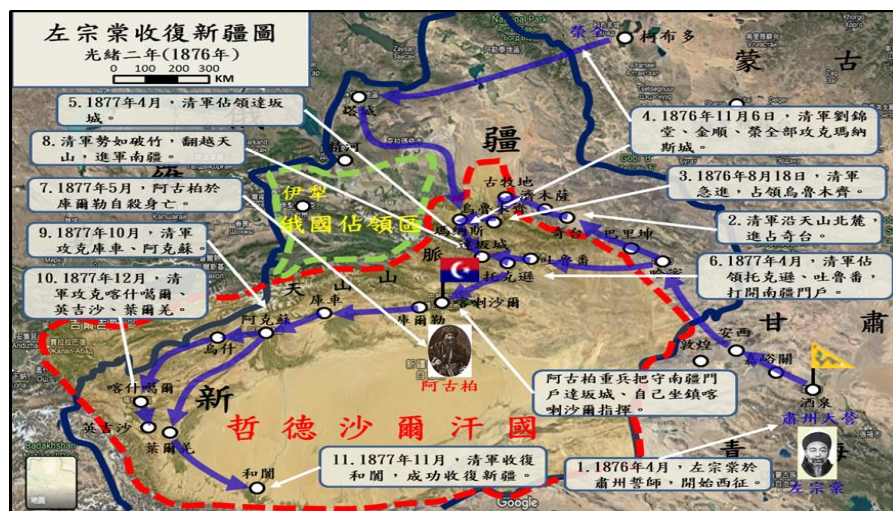 左宗棠收復新疆圖
光緒二年(1876年)
0 100 200 300
KM
5.1877年4月，清軍佔領達坂
城。
8.清軍勢如破竹，翻越天
山，進軍南疆。
7.1877年5月，阿古柏於
庫爾勒自殺身亡。
9.1877年10月，清軍
攻克庫車、阿克蘇。
10.1877年12月，清
軍攻克喀什噶爾、
英吉沙、葉爾羌。
4.1876年11月6日，清軍劉錦
堂、金順、榮全部攻克瑪納
斯城。
3.1876年8月18日，清軍
急進，占領烏魯木齊。
2.清軍沿天山北麓，
進占奇台。
6.1877年4月，清軍佔
領托克遜、吐魯番，
打開南疆門戶。
阿古柏重兵把守南疆門
戶達坂城、自己坐鎮喀
喇沙爾指揮。
1.1876年4月，左宗棠於
肅州誓師，開始西征。
11.1877年11月，清軍收復
和闐，成功收復新疆。
榮全
柯布多
蒙古
塔城
精河
俄羅
疆
伊犁
俄國佔領區
古牧地
濟木薩
烏魯木齊
瑪納斯
奇台
巴里坤
達坂城
吐魯番
托克遜
哈密
天山山脈
喀喇沙爾
庫車
庫爾勒
阿克蘇
烏什
阿古柏
喀什噶爾
新
英吉沙
葉爾羌
和闐
哲德沙爾汗國
甘肅
安西
敦煌
嘉峪關
酒泉
肅州大營
青海
左宗棠
Zaysan
Korla
Andizhan
Badakhshan
地圖
Google